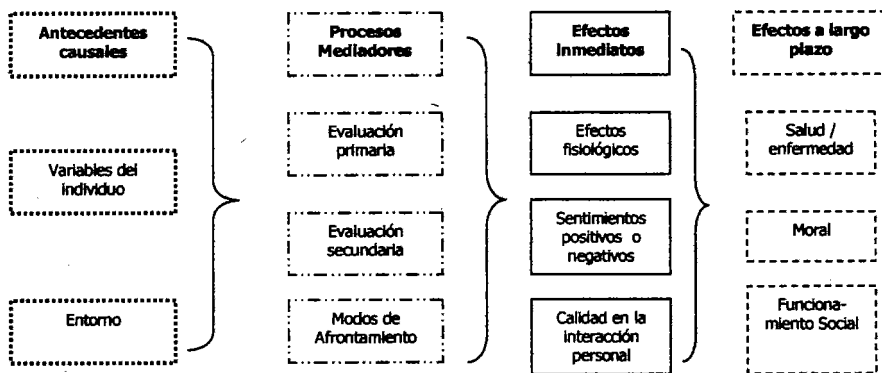 Antecedentes
causales
Procesos
Mediadores
Efectos
inmediatos
Efectos a largo
plazo
Variables del
individuo
Evaluación
primaria
Efectos
fisiológicos
Salud /
enfermedad
Evaluación
secundaria
Sentimientos
positivos o
negativos
Moral
Entorno
Modos de
Afrontamiento
Calidad en la
interacción
personal
Funciona-
miento Social